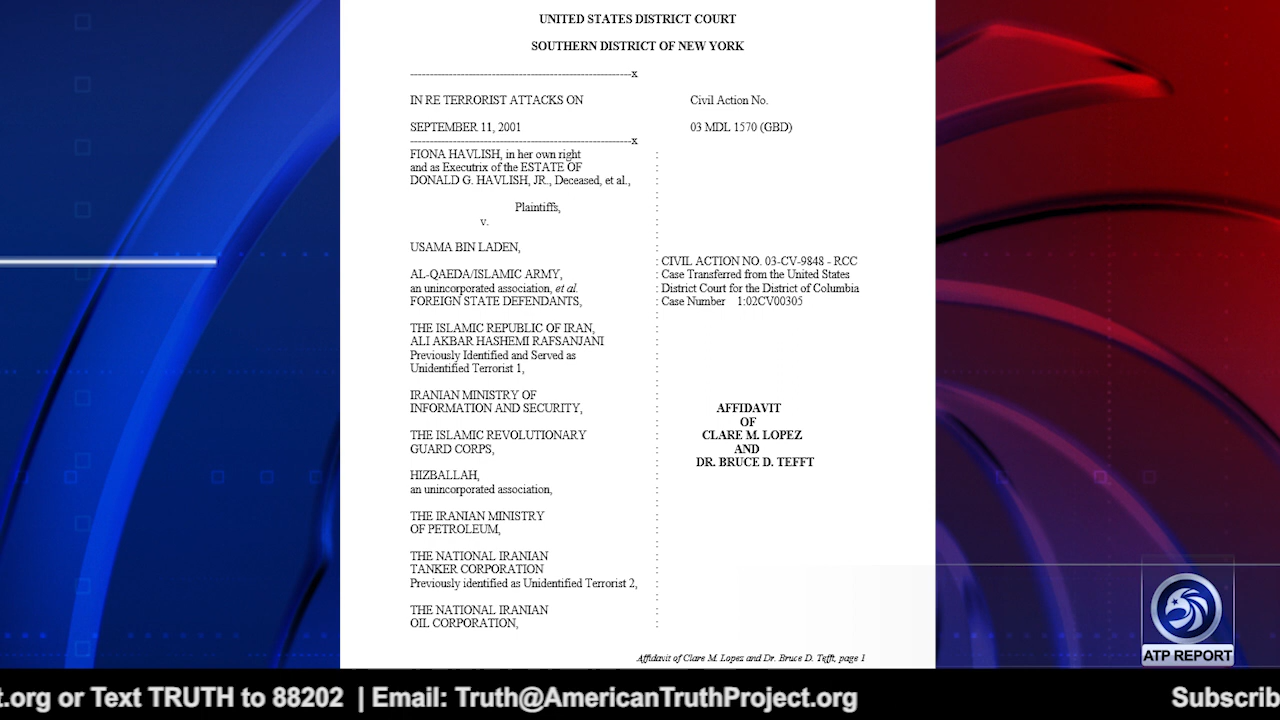 UNITED STATES DISTRICT COURT
SOUTHERN DISTRICT OF NEW YORK
----------------------------------------------------------x
IN RE TERRORIST ATTACKS ON
SEPTEMBER 11, 2001
Civil Action No.
03 MDL 1570 (GBD)
----------------------------------------------------------x
FIONA HAVLISH, in her own right
and as Executrix of the ESTATE OF
DONALD G. HAVLISH, JR., Deceased, et al.,
Plaintiffs,
v.
USAMA BIN LADEN,
AL-QAEDA/ISLAMIC ARMY,
an unincorporated association, et al.
FOREIGN STATE DEFENDANTS,
THE ISLAMIC REPUBLIC OF IRAN,
ALI AKBAR HASHEMI RAFSANJANI
Previously Identified and Served as
Unidentified Terrorist 1,
IRANIAN MINISTRY OF
INFORMATION AND SECURITY,
THE ISLAMIC REVOLUTIONARY
GUARD CORPS,
HIZBALLAH,
an unincorporated association,
THE IRANIAN MINISTRY
OF PETROLEUM,
THE NATIONAL IRANIAN
TANKER CORPORATION
Previously identified as Unidentified Terrorist 2,
THE NATIONAL IRANIAN
OIL CORPORATION,
: CIVIL ACTION NO. 03-CV-9848 - RCC
: Case Transferred from the United States
: District Court for the District of Columbia
: Case Number 1:02CV00305
AFFIDAVIT
OF
CLARE M. LOPEZ
AND
DR. BRUCE D. TEFFT
Affidavit of Clare M. Lopez and Dr. Bruce D. Tefft, page 1
ATP REPORT
t.org or Text TRUTH to 88202 | Email: Truth@AmericanTruthProject.org
Subscrib